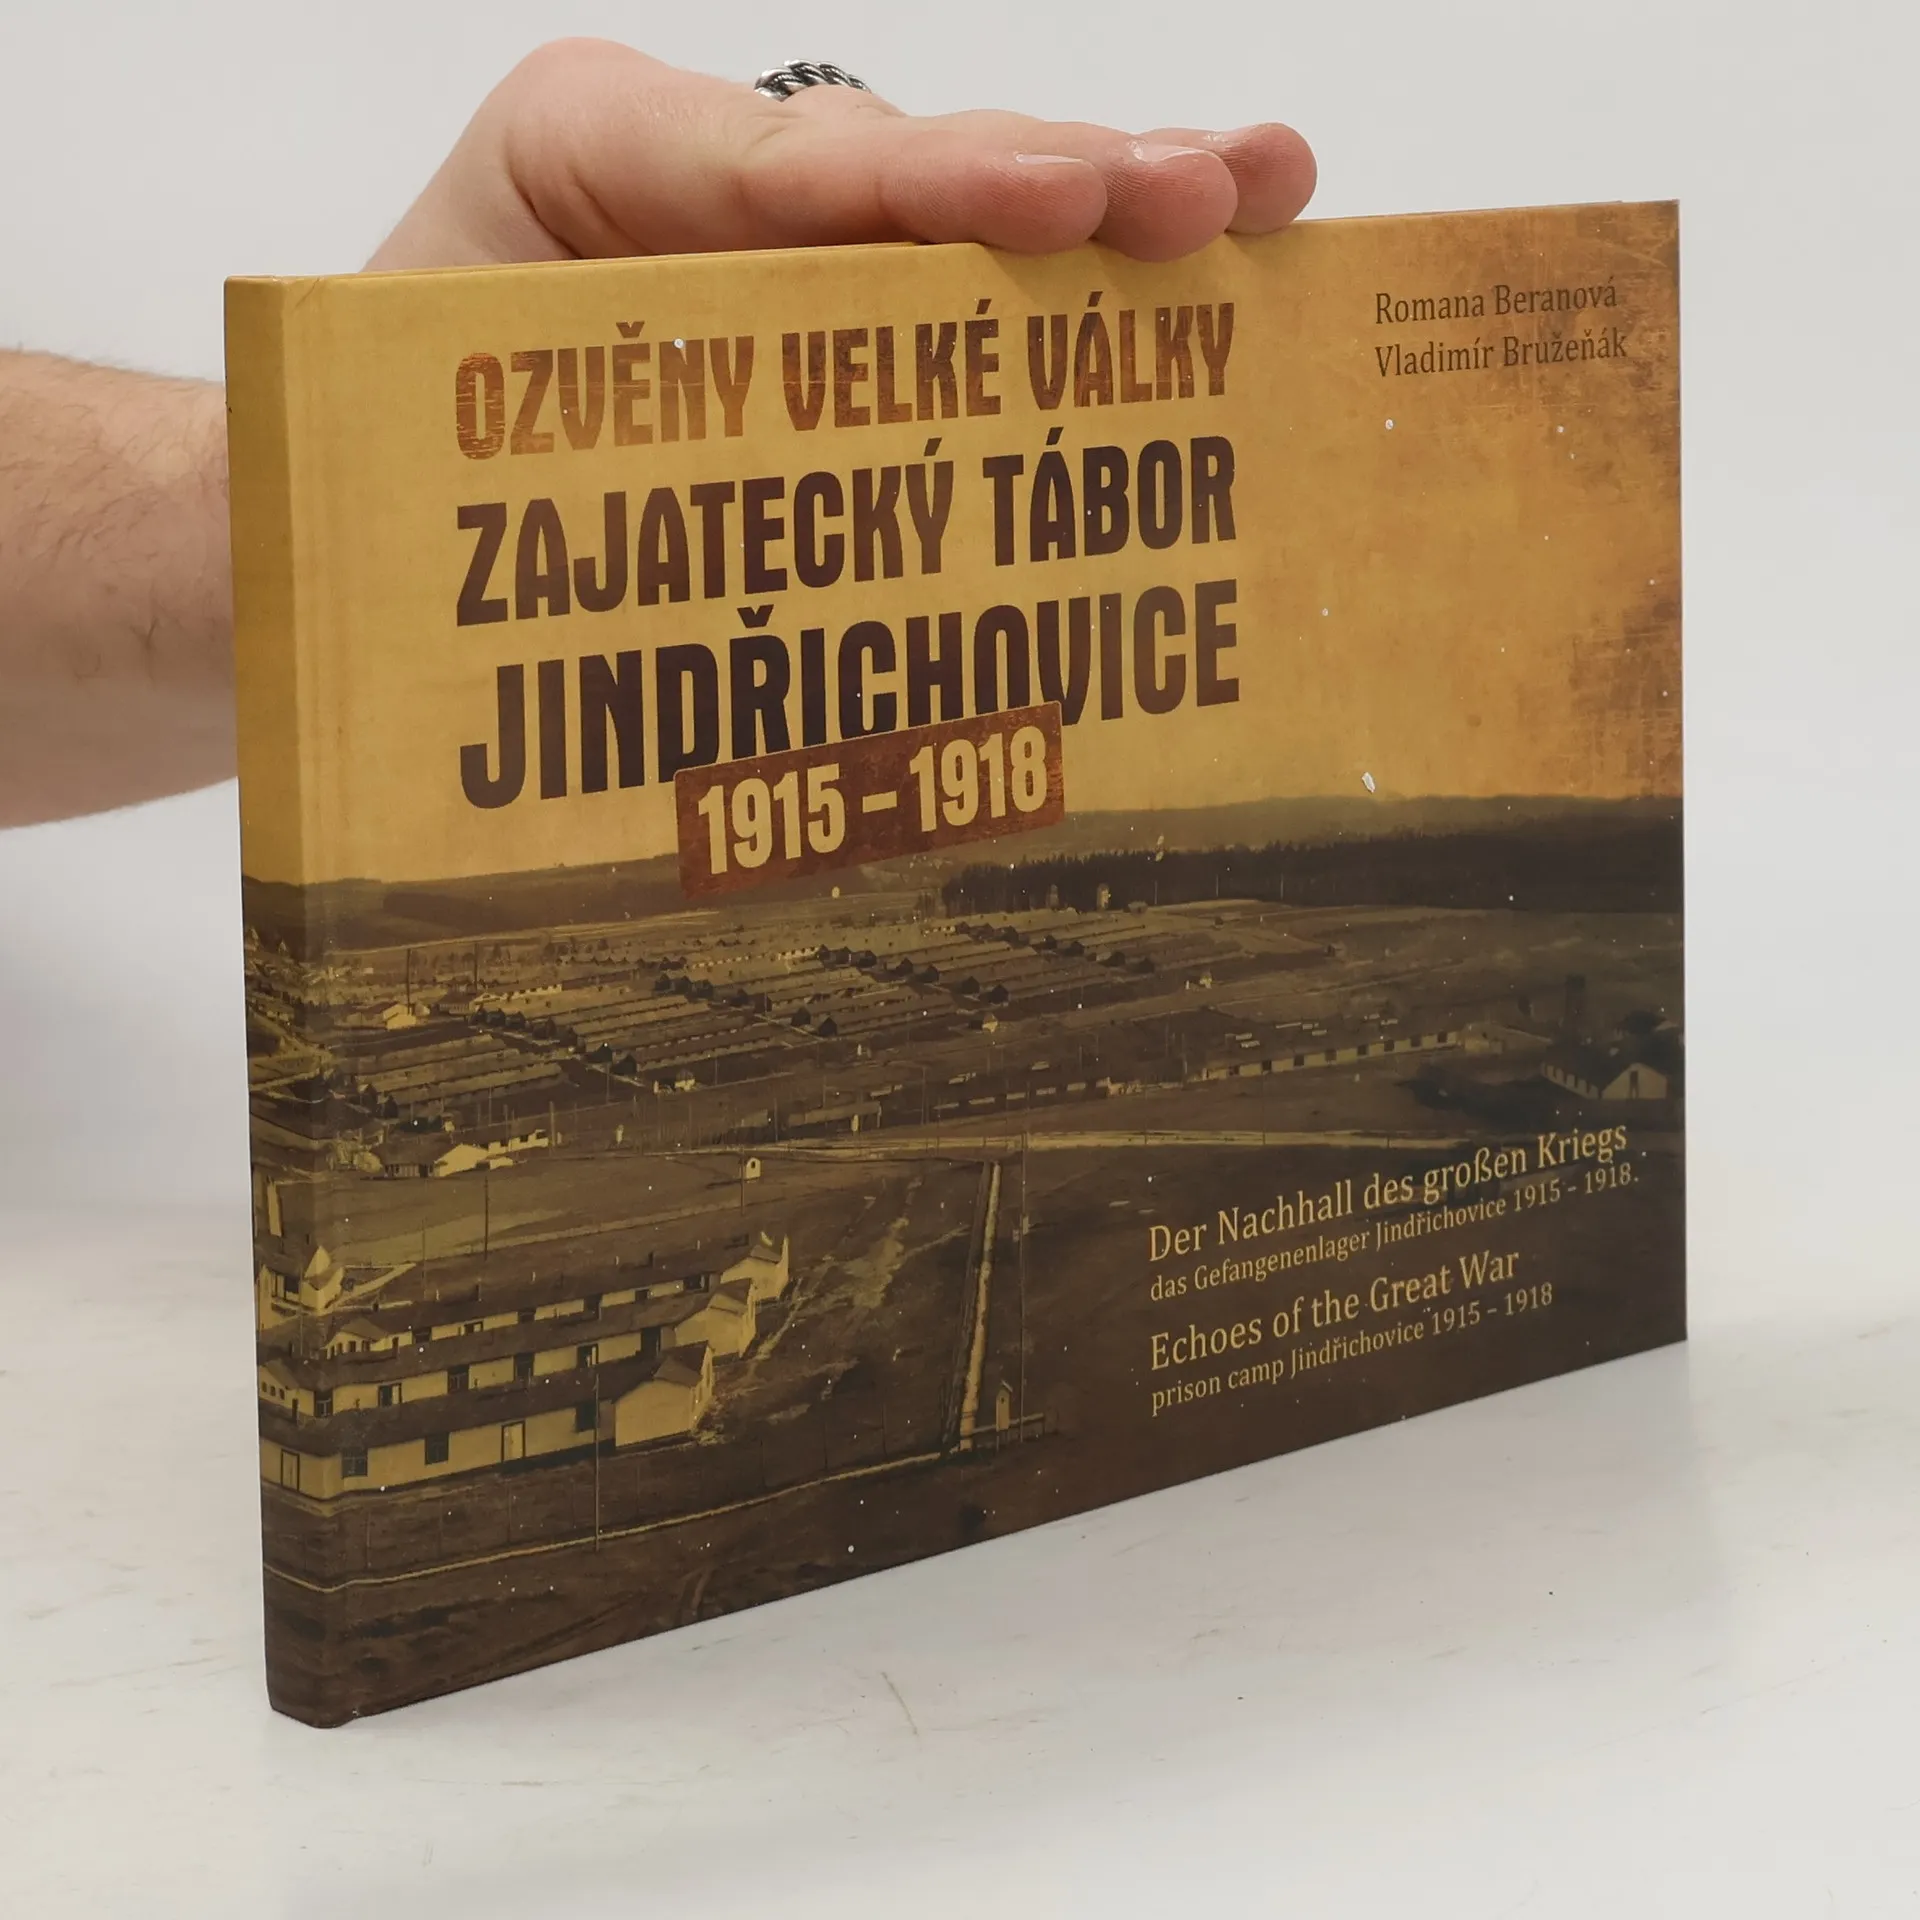 OZVĚNY VELKÉ VÁLKY
ZAJATECKÝ TÁBOR
JINDŘICHOVICE
1915 – 1918
Romana Beranová
Vladimír Bružeňák
Der Nachhall des großen Kriegs
das Gefangenenlager Jindřichovice 1915 – 1918.
Echoes of the Great War
prison camp Jindřichovice 1915 – 1918